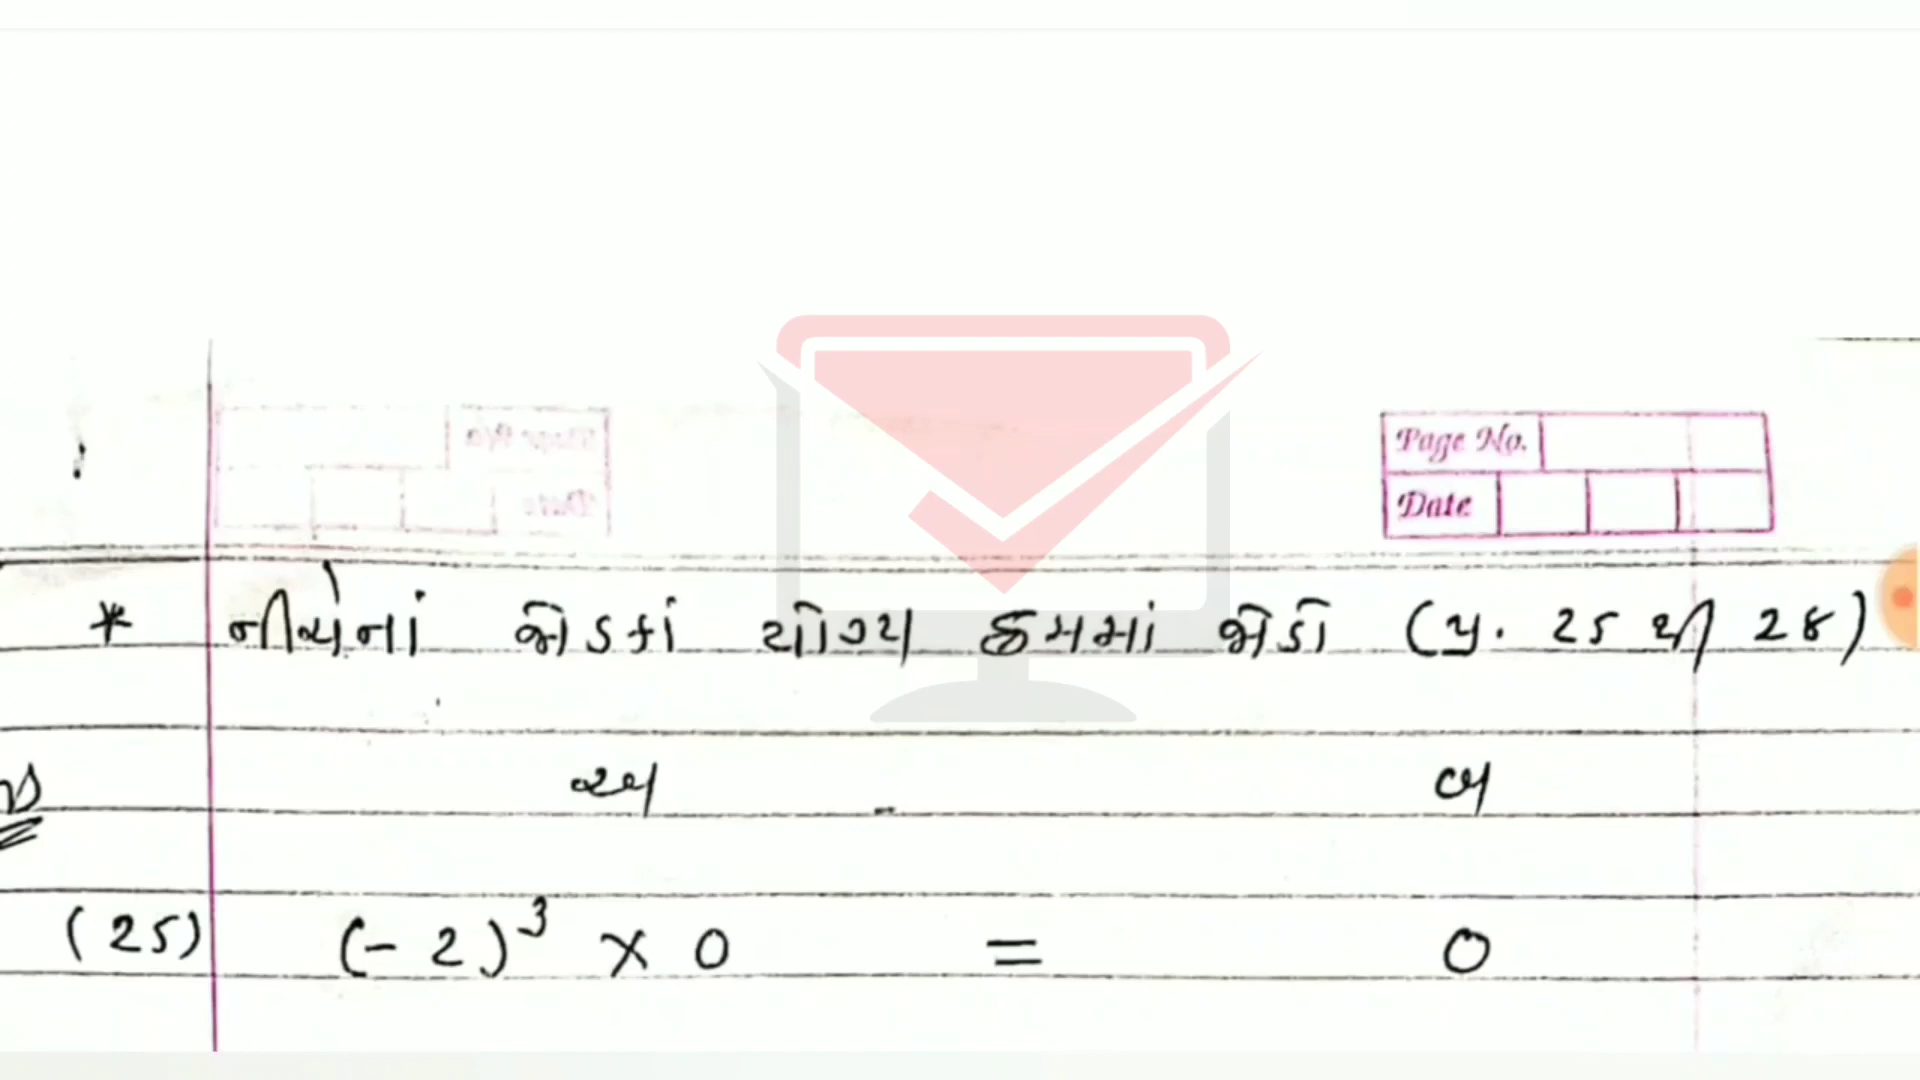 Page No.
Date
* નીચેનાં જોડકાં યોગ્ય ક્રમમાં જોડો (પ્ર. 25 થી 28)
અ બ
(25) (-2)³ × 0 = 0